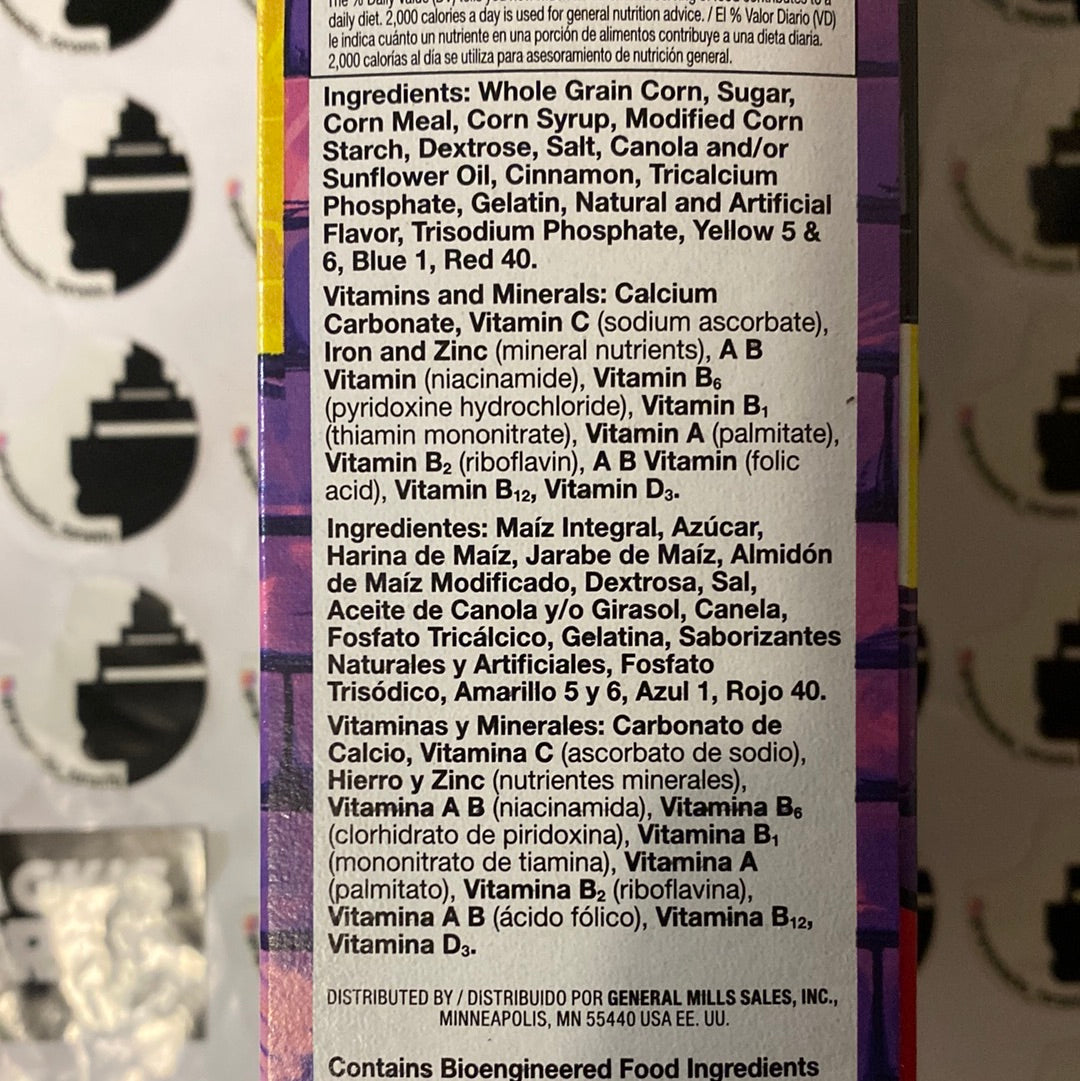 daily diet. 2,000 calories a day is used for general nutrition advice. / El % Valor Diario (VD)
le indica cuánto un nutriente en una porción de alimentos contribuye a una dieta diaria.
2,000 calorías al día se utiliza para asesoramiento de nutrición general.
Ingredients: Whole Grain Corn, Sugar,
Corn Meal, Corn Syrup, Modified Corn
Starch, Dextrose, Salt, Canola and/or
Sunflower Oil, Cinnamon, Tricalcium
Phosphate, Gelatin, Natural and Artificial
Flavor, Trisodium Phosphate, Yellow 5 &
6, Blue 1, Red 40.
Vitamins and Minerals: Calcium
Carbonate, Vitamin C (sodium ascorbate),
Iron and Zinc (mineral nutrients), A B
Vitamin (niacinamide), Vitamin B₆
(pyridoxine hydrochloride), Vitamin B₁
(thiamin mononitrate), Vitamin A (palmitate),
Vitamin B₂ (riboflavin), A B Vitamin (folic
acid), Vitamin B₁₂, Vitamin D₃.
Ingredientes: Maíz Integral, Azúcar,
Harina de Maíz, Jarabe de Maíz, Almidón
de Maíz Modificado, Dextrosa, Sal,
Aceite de Canola y/o Girasol, Canela,
Fosfato Tricálcico, Gelatina, Saborizantes
Naturales y Artificiales, Fosfato
Trisódico, Amarillo 5 y 6, Azul 1, Rojo 40.
Vitaminas y Minerales: Carbonato de
Calcio, Vitamina C (ascorbato de sodio),
Hierro y Zinc (nutrientes minerales),
Vitamina A B (niacinamida), Vitamina B₆
(clorhidrato de piridoxina), Vitamina B₁
(mononitrato de tiamina), Vitamina A
(palmitato), Vitamina B₂ (riboflavina),
Vitamina A B (ácido fólico), Vitamina B₁₂,
Vitamina D₃.
DISTRIBUTED BY / DISTRIBUIDO POR GENERAL MILLS SALES, INC.,
MINNEAPOLIS, MN 55440 USA EE. UU.
Contains Bioengineered Food Ingredients